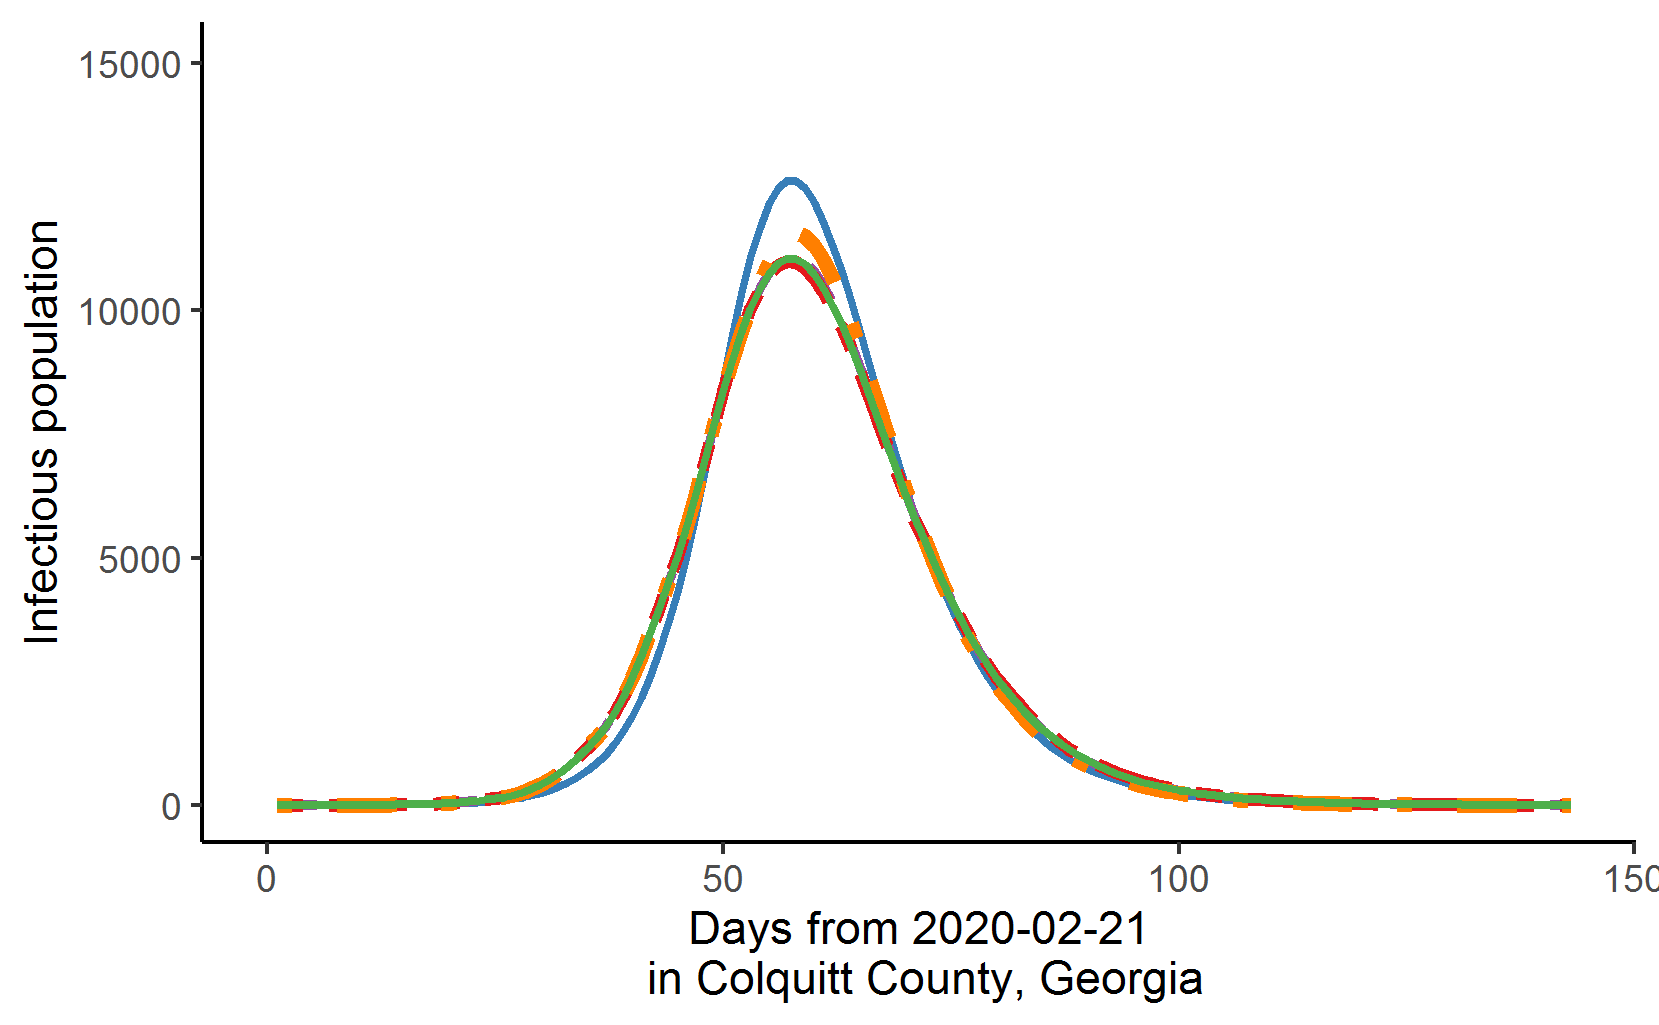 15000
10000
5000
0
Infectious population
0 50 100 150
Days from 2020-02-21
in Colquitt County, Georgia